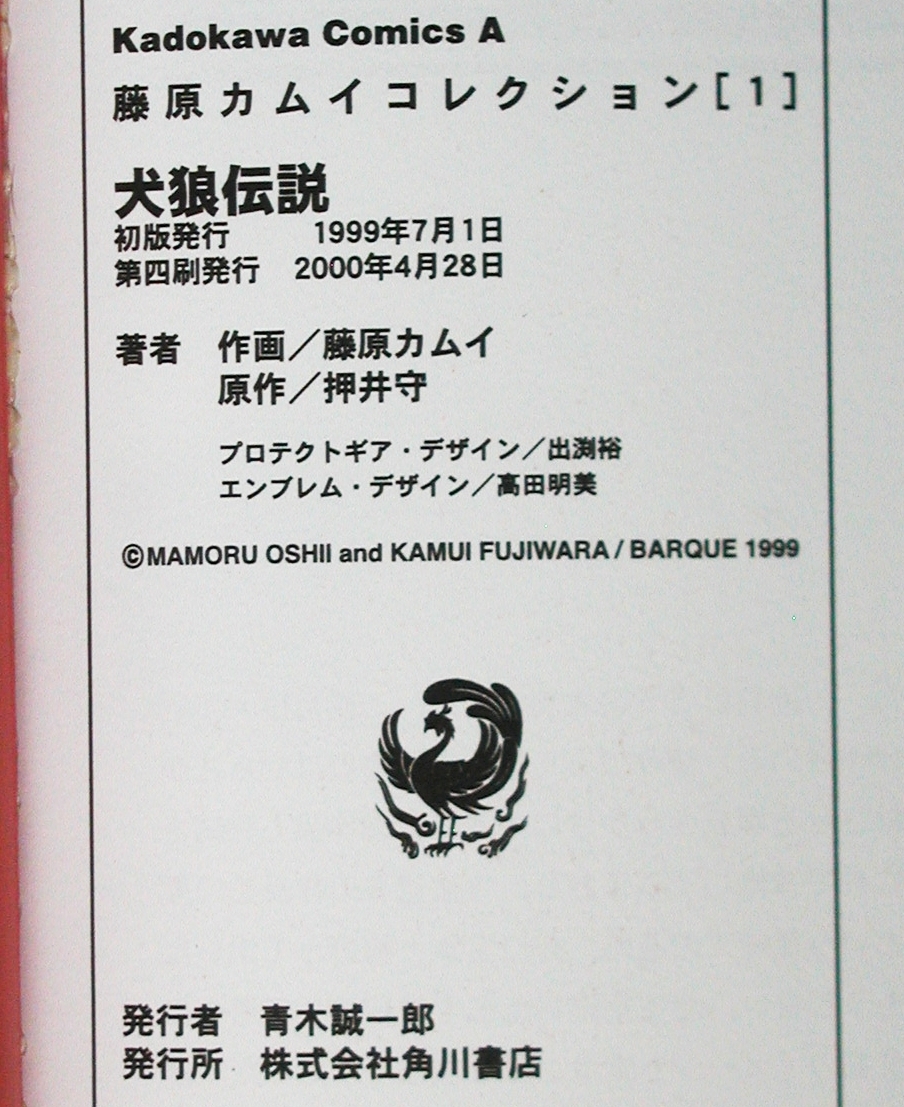 Kadokawa Comics A
藤原カムイコレクション[1]
犬狼伝説
初版発行 1999年7月1日
第四刷発行 2000年4月28日
著者 作画／藤原カムイ
原作／押井守
プロテクトギア・デザイン／出渕裕
エンブレム・デザイン／高田明美
©MAMORU OSHII and KAMUI FUJIWARA / BARQUE 1999
発行者 青木誠一郎
発行所 株式会社角川書店